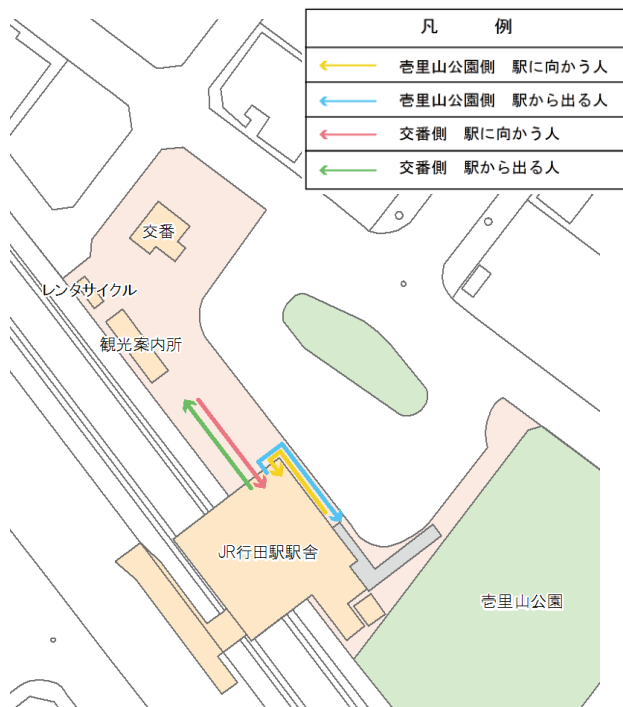 凡　例
壱里山公園側　駅に向かう人
壱里山公園側　駅から出る人
交番側　駅に向かう人
交番側　駅から出る人
交番
レンタサイクル
観光案内所
JR行田駅駅舎
壱里山公園